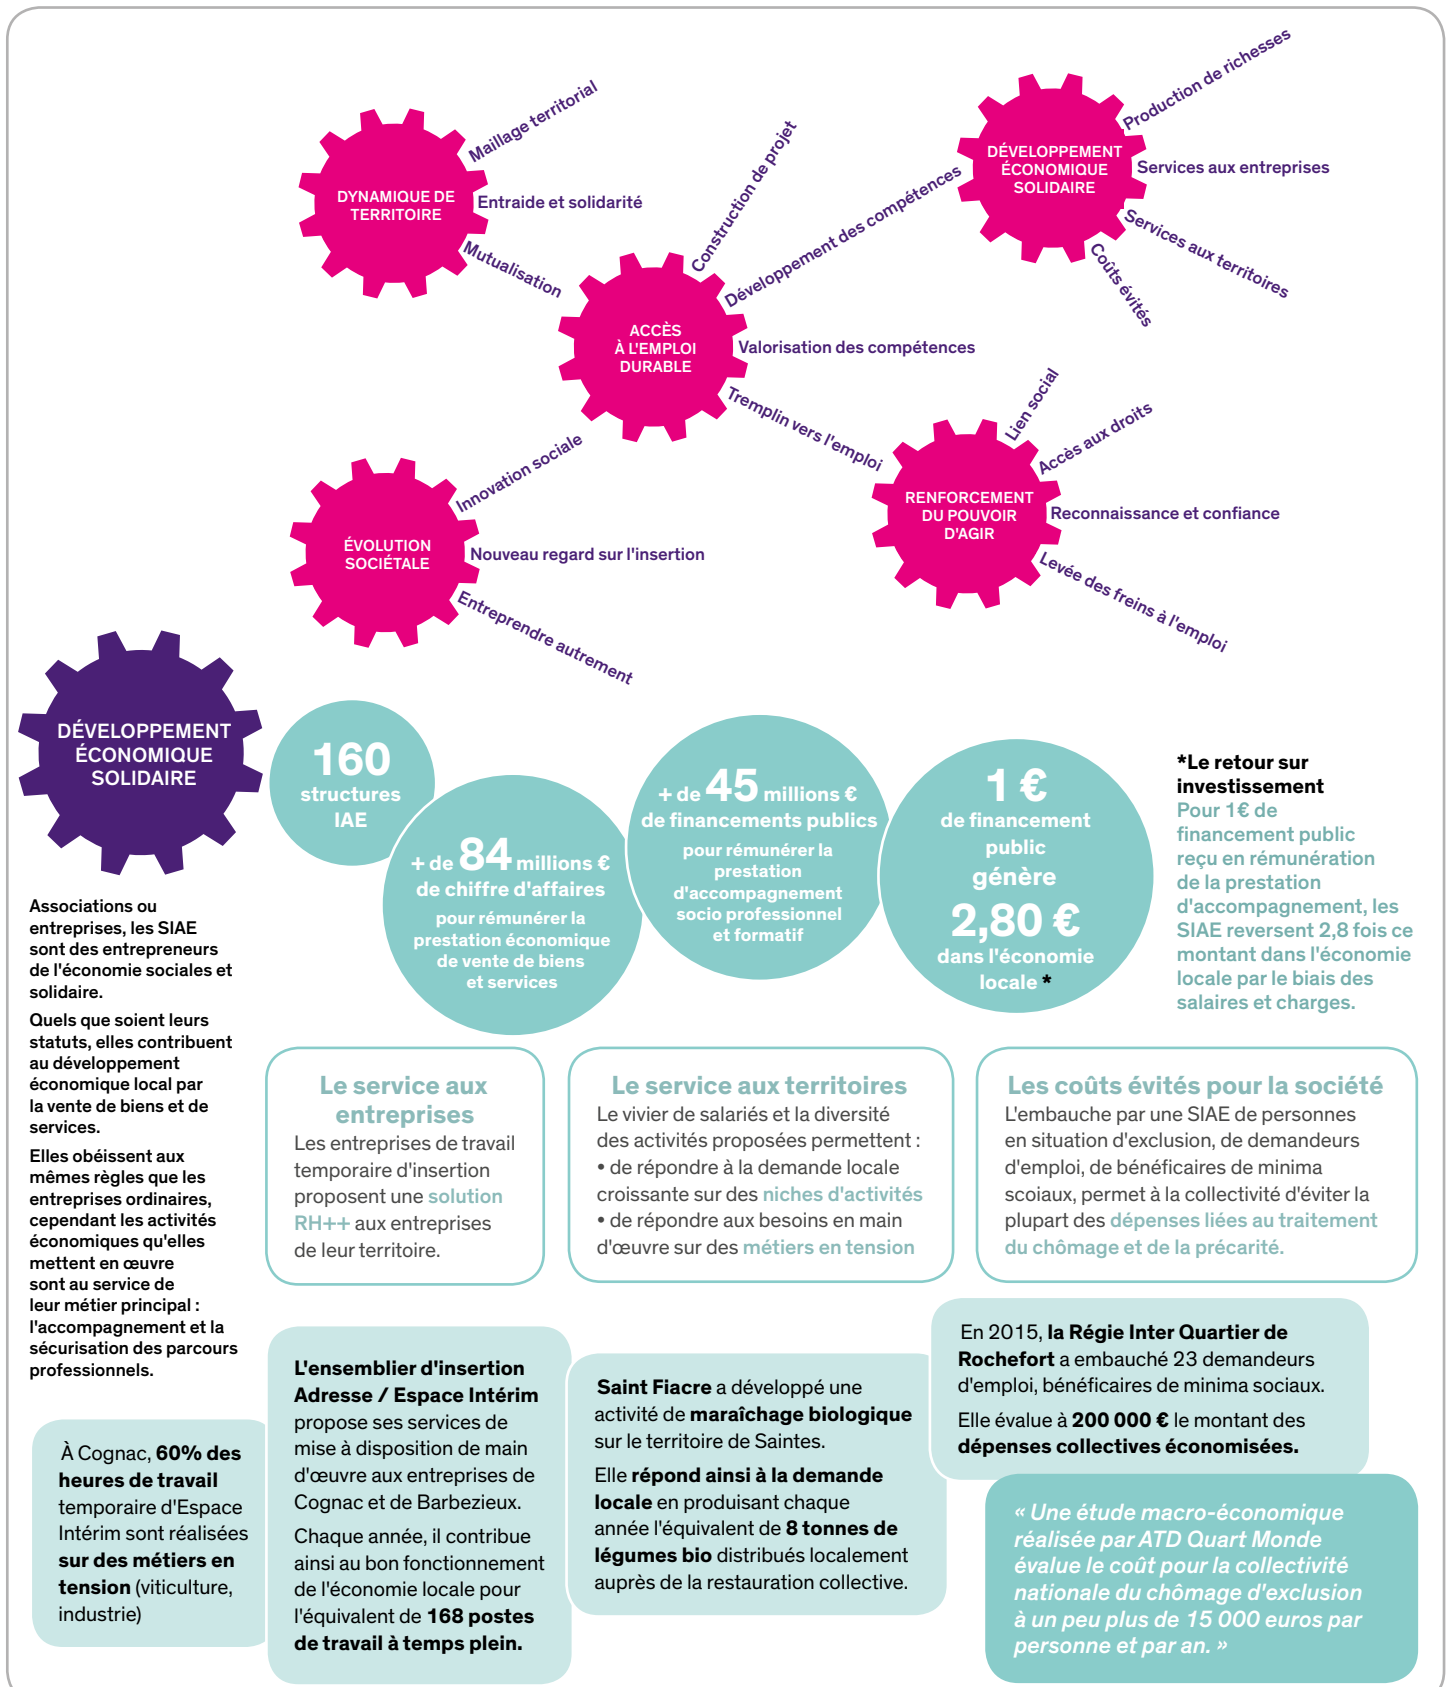 Maillage territorial
DYNAMIQUE DE
TERRITOIRE
Entraide et solidarité
Mutualisation
Construction de projet
Développement des compétences
ACCÈS
À L'EMPLOI
DURABLE
Valorisation des compétences
Tremplin vers l'emploi
Production de richesses
DÉVELOPPEMENT
ÉCONOMIQUE
SOLIDAIRE
Services aux entreprises
Services aux territoires
Coûts évités
Innovation sociale
ÉVOLUTION
SOCIÉTALE
Nouveau regard sur l'insertion
Entreprendre autrement
Lien social
Accès aux droits
RENFORCEMENT
DU POUVOIR
D'AGIR
Reconnaissance et confiance
Levée des freins à l'emploi
DÉVELOPPEMENT
ÉCONOMIQUE
SOLIDAIRE
Associations ou
entreprises, les SIAE
sont des entrepreneurs
de l'économie sociales et
solidaire.
Quels que soient leurs
statuts, elles contribuent
au développement
économique local par
la vente de biens et de
services.
Elles obéissent aux
mêmes règles que les
entreprises ordinaires,
cependant les activités
économiques qu'elles
mettent en œuvre
sont au service de
leur métier principal :
l'accompagnement et la
sécurisation des parcours
professionnels.
160
structures
IAE
+ de 84 millions €
de chiffre d'affaires
pour rémunérer la
prestation économique
de vente de biens
et services
+ de 45 millions €
de financements publics
pour rémunérer la
prestation
d'accompagnement
socio professionnel
et formatif
1 €
de financement
public
génère
2,80 €
dans l'économie
locale *
*Le retour sur
investissement
Pour 1€ de
financement public
reçu en rémunération
de la prestation
d'accompagnement, les
SIAE reversent 2,8 fois ce
montant dans l'économie
locale par le biais des
salaires et charges.
Le service aux
entreprises
Les entreprises de travail
temporaire d'insertion
proposent une solution
RH++ aux entreprises
de leur territoire.
Le service aux territoires
Le vivier de salariés et la diversité
des activités proposées permettent :
• de répondre à la demande locale
croissante sur des niches d'activités
• de répondre aux besoins en main
d'œuvre sur des métiers en tension
Les coûts évités pour la société
L'embauche par une SIAE de personnes
en situation d'exclusion, de demandeurs
d'emploi, de bénéficaires de minima
scoiaux, permet à la collectivité d'éviter la
plupart des dépenses liées au traitement
du chômage et de la précarité.
À Cognac, 60% des
heures de travail
temporaire d'Espace
Intérim sont réalisées
sur des métiers en
tension (viticulture,
industrie)
L'ensemblier d'insertion
Adresse / Espace Intérim
propose ses services de
mise à disposition de main
d'œuvre aux entreprises de
Cognac et de Barbezieux.
Chaque année, il contribue
ainsi au bon fonctionnement
de l'économie locale pour
l'équivalent de 168 postes
de travail à temps plein.
Saint Fiacre a développé une
activité de maraîchage biologique
sur le territoire de Saintes.
Elle répond ainsi à la demande
locale en produisant chaque
année l'équivalent de 8 tonnes de
légumes bio distribués localement
auprès de la restauration collective.
En 2015, la Régie Inter Quartier de
Rochefort a embauché 23 demandeurs
d'emploi, bénéficaires de minima sociaux.
Elle évalue à 200 000 € le montant des
dépenses collectives économisées.
« Une étude macro-économique
réalisée par ATD Quart Monde
évalue le coût pour la collectivité
nationale du chômage d'exclusion
à un peu plus de 15 000 euros par
personne et par an. »